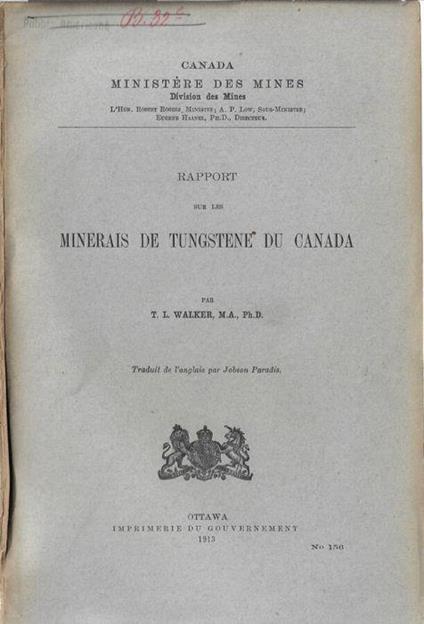 B. 32c
CANADA
MINISTÈRE DES MINES
Division des Mines
L'HON. ROBERT ROGERS, MINISTRE; A. P. LOW, SOUS-MINISTRE;
EUGENE HAANEL, PH.D., DIRECTEUR.
RAPPORT
SUR LES
MINERAIS DE TUNGSTENE DU CANADA
PAR
T. L. WALKER, M.A., Ph.D.
Traduit de l'anglais par Jobson Paradis.
OTTAWA
IMPRIMERIE DU GOUVERNEMENT
1913
No 156